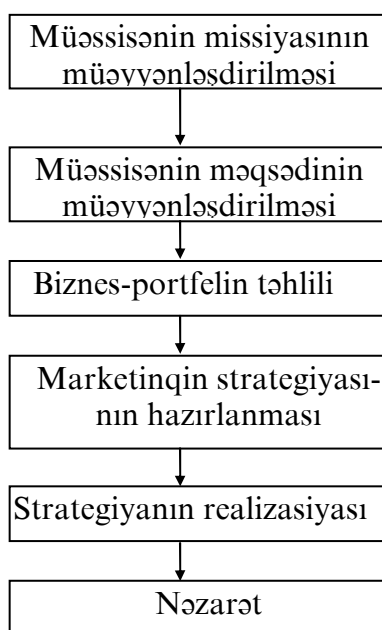 Müəssisənin missiyasının
müəyyənləşdirilməsi
Müəssisənin məqsədinin
müəyyənləşdirilməsi
Biznes-portfelin təhlili
Marketinqin strategiyası-
nın hazırlanması
Strategiyanın realizasiyası
Nəzarət